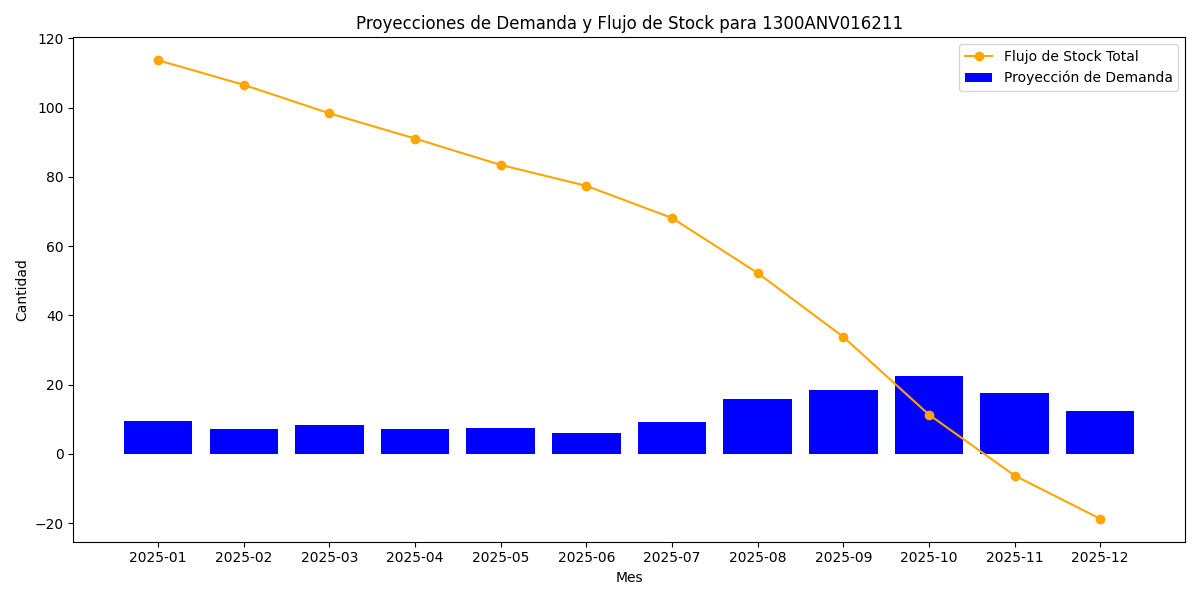 Proyecciones de Demanda y Flujo de Stock para 1300ANV016211
Flujo de Stock Total
Proyección de Demanda
Cantidad
120
100
80
60
40
20
0
−20
2025-01 2025-02 2025-03 2025-04 2025-05 2025-06 2025-07 2025-08 2025-09 2025-10 2025-11 2025-12
Mes